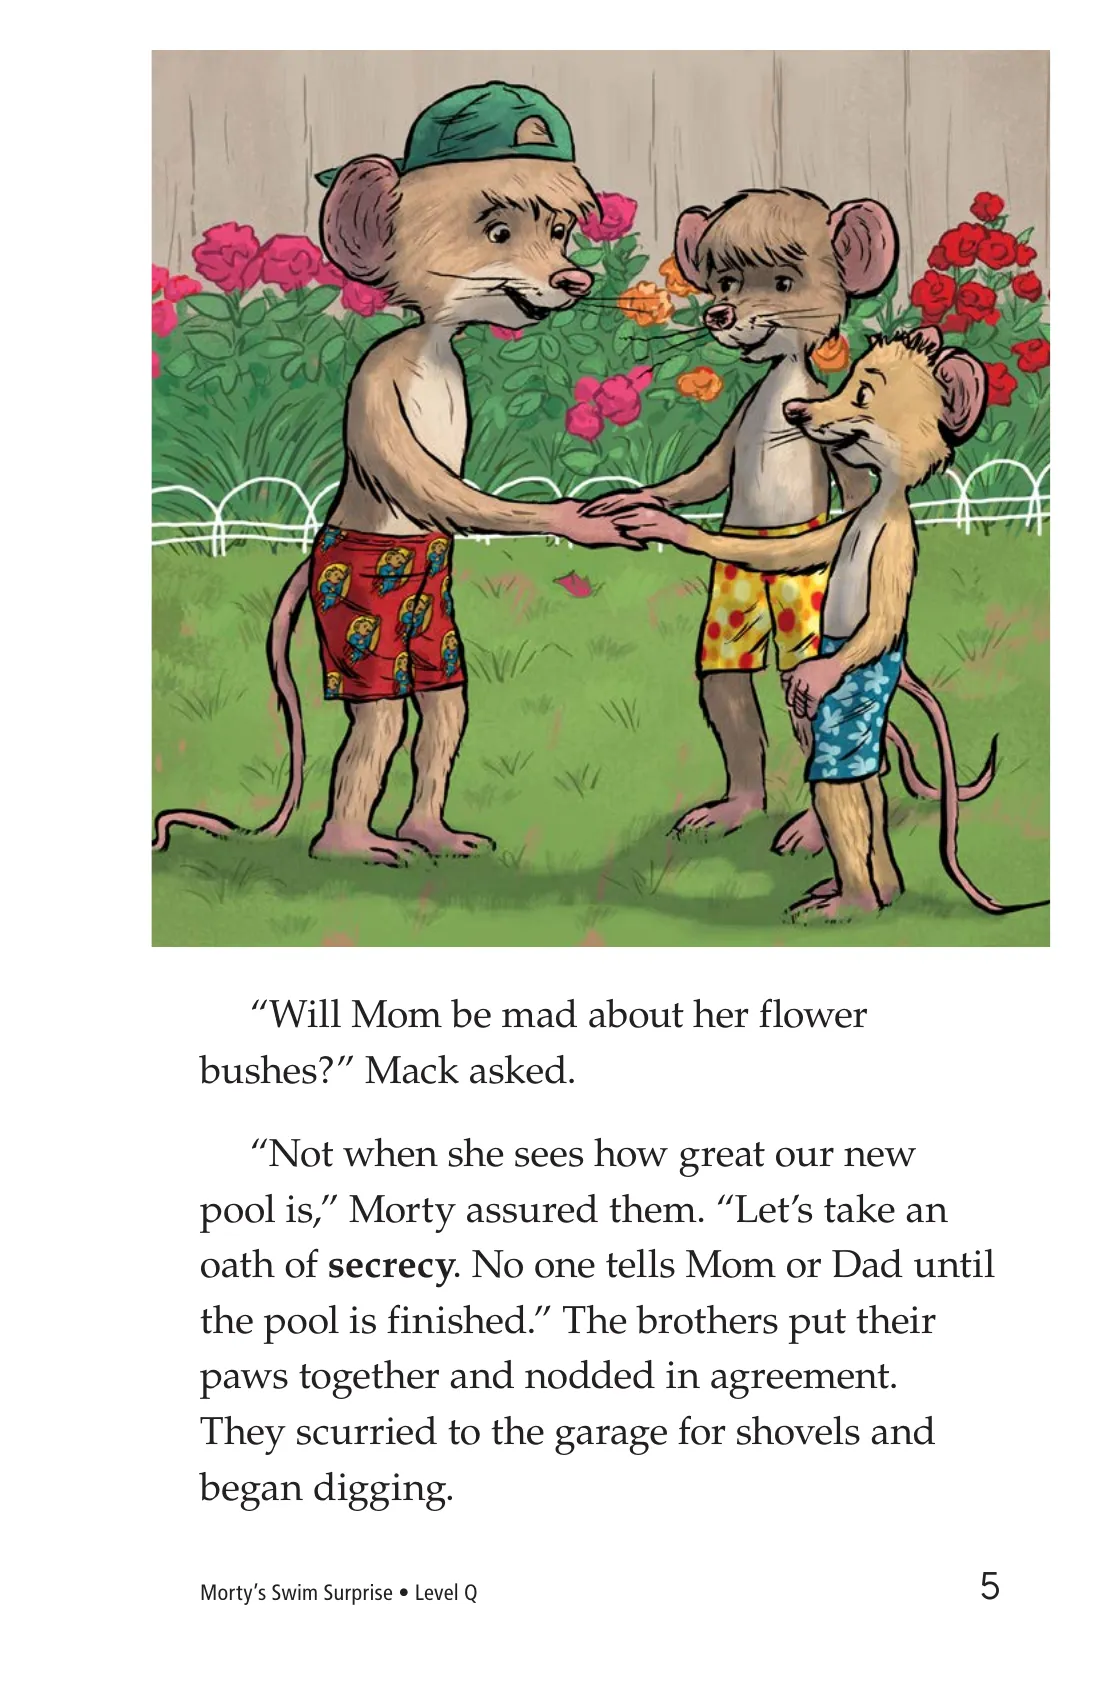 “Will Mom be mad about her flower
bushes?” Mack asked.
“Not when she sees how great our new
pool is,” Morty assured them. “Let’s take an
oath of secrecy. No one tells Mom or Dad until
the pool is finished.” The brothers put their
paws together and nodded in agreement.
They scurried to the garage for shovels and
began digging.
Morty’s Swim Surprise • Level Q
5